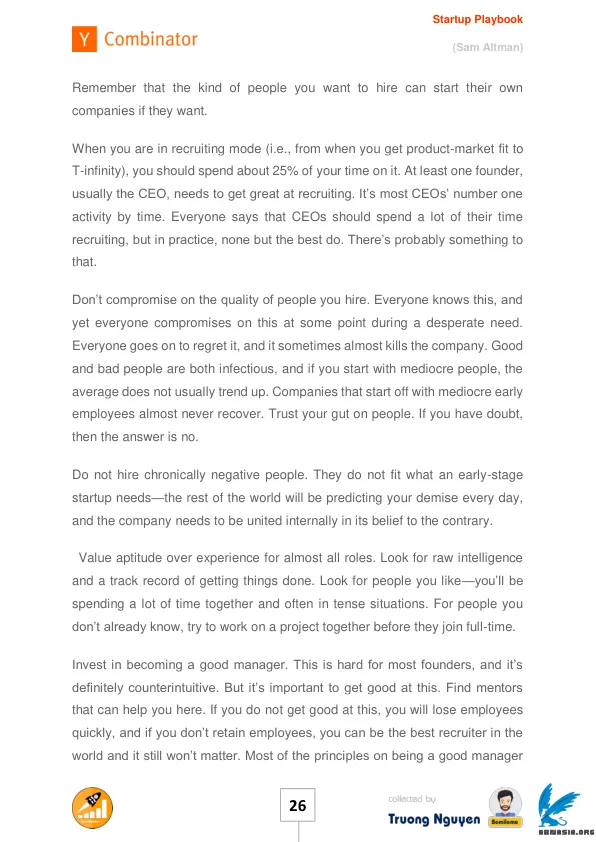 Startup Playbook
Y Combinator
(Sam Altman)
Remember that the kind of people you want to hire can start their own
companies if they want.
When you are in recruiting mode (i.e., from when you get product-market fit to
T-infinity), you should spend about 25% of your time on it. At least one founder,
usually the CEO, needs to get great at recruiting. It’s most CEOs’ number one
activity by time. Everyone says that CEOs should spend a lot of their time
recruiting, but in practice, none but the best do. There’s probably something to
that.
Don’t compromise on the quality of people you hire. Everyone knows this, and
yet everyone compromises on this at some point during a desperate need.
Everyone goes on to regret it, and it sometimes almost kills the company. Good
and bad people are both infectious, and if you start with mediocre people, the
average does not usually trend up. Companies that start off with mediocre early
employees almost never recover. Trust your gut on people. If you have doubt,
then the answer is no.
Do not hire chronically negative people. They do not fit what an early-stage
startup needs—the rest of the world will be predicting your demise every day,
and the company needs to be united internally in its belief to the contrary.
Value aptitude over experience for almost all roles. Look for raw intelligence
and a track record of getting things done. Look for people you like—you’ll be
spending a lot of time together and often in tense situations. For people you
don’t already know, try to work on a project together before they join full-time.
Invest in becoming a good manager. This is hard for most founders, and it’s
definitely counterintuitive. But it’s important to get good at this. Find mentors
that can help you here. If you do not get good at this, you will lose employees
quickly, and if you don’t retain employees, you can be the best recruiter in the
world and it still won’t matter. Most of the principles on being a good manager
26
collected by
Truong Nguyen
Bomilomo
ABNASIA.ORG